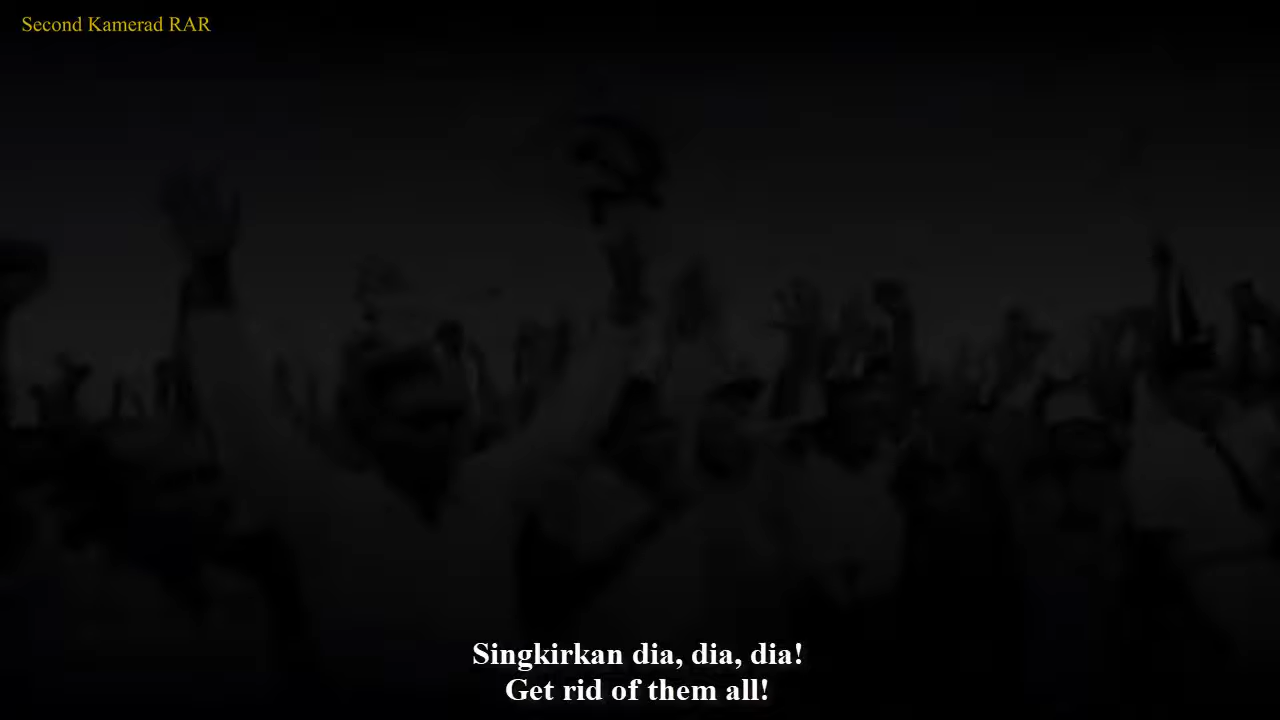 Second Kamerad RAR
Singkirkan dia, dia, dia!
Get rid of them all!